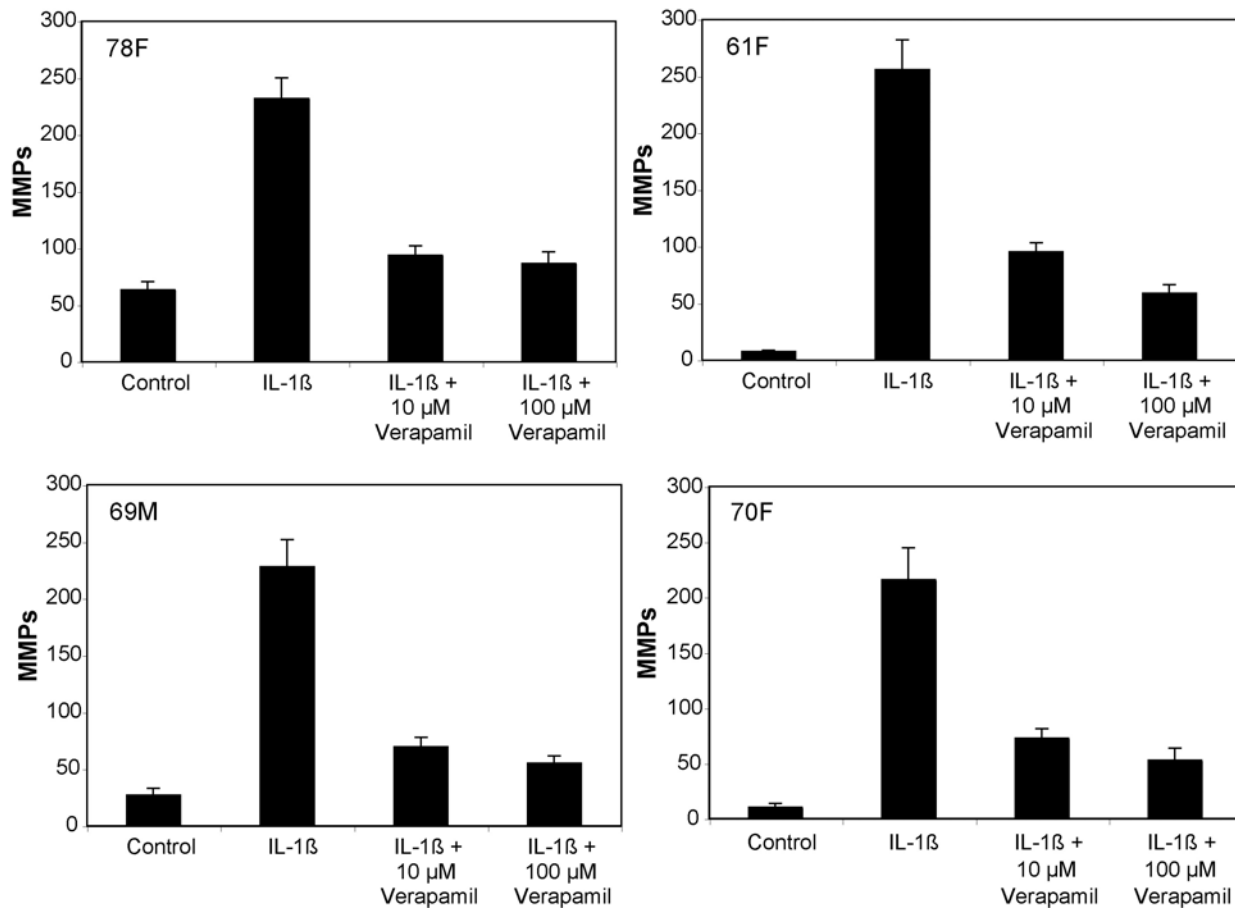 300
250
200
150
100
50
0
MMPs
78F
Control
IL-1ß
IL-1ß +
10 µM
Verapamil
IL-1ß +
100 µM
Verapamil
300
250
200
150
100
50
0
MMPs
61F
Control
IL-1ß
IL-1ß +
10 µM
Verapamil
IL-1ß +
100 µM
Verapamil
300
250
200
150
100
50
0
MMPs
69M
Control
IL-1ß
IL-1ß +
10 µM
Verapamil
IL-1ß +
100 µM
Verapamil
300
250
200
150
100
50
0
MMPs
70F
Control
IL-1ß
IL-1ß +
10 µM
Verapamil
IL-1ß +
100 µM
Verapamil